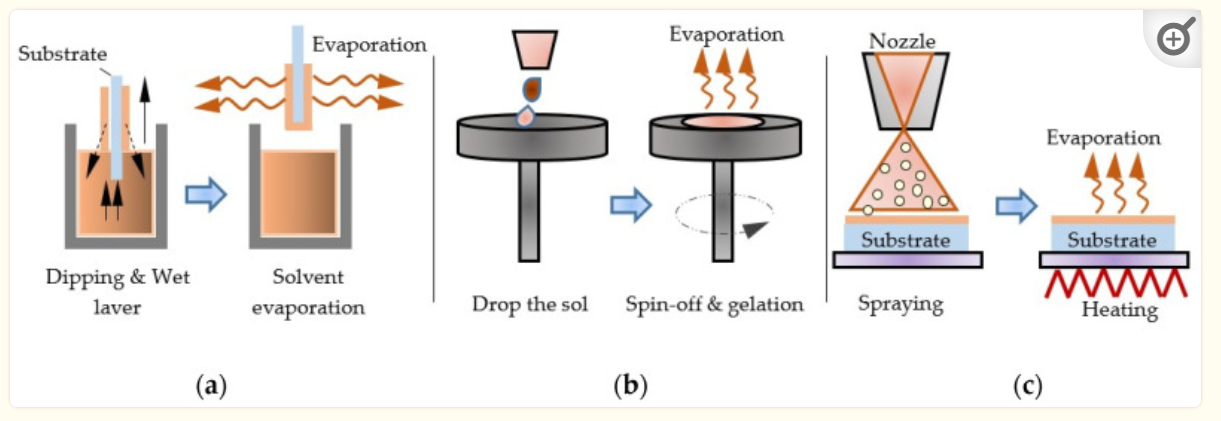 Substrate
Evaporation
Dipping & Wet
laver
Solvent
evaporation
(a)
Evaporation
Drop the sol
Spin-off & gelation
(b)
Nozzle
Substrate
Spraying
Evaporation
Substrate
Heating
(c)